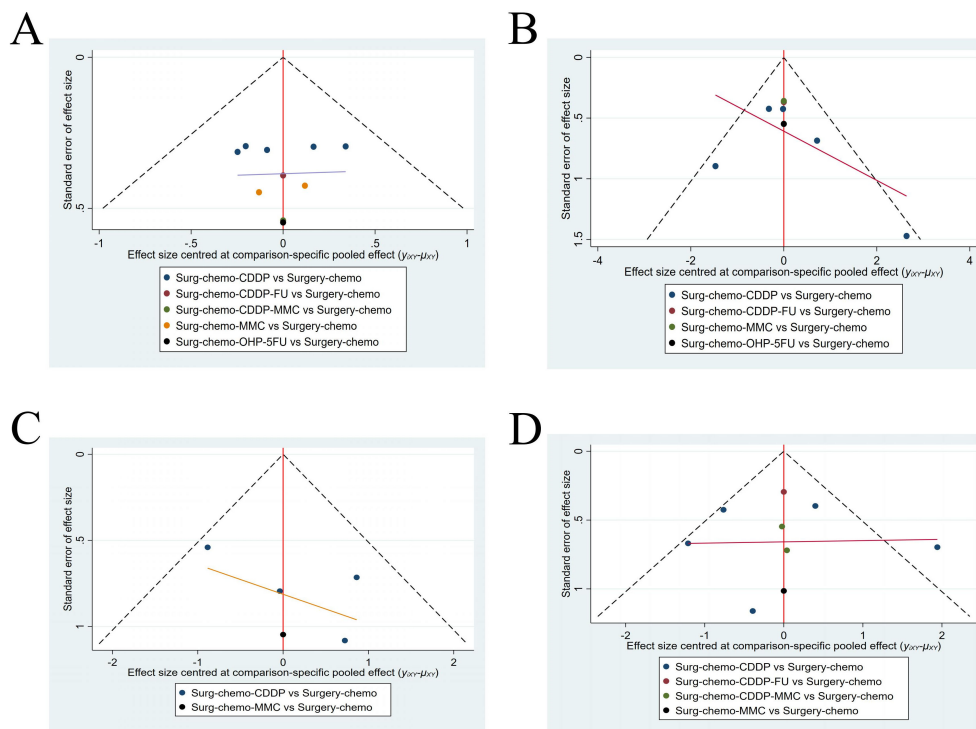 A
Standard error of effect size
0
.5
-1
-.5
0
.5
1
Effect size centred at comparison-specific pooled effect (yiXY-μXY)
Surg-chemo-CDDP vs Surgery-chemo
Surg-chemo-CDDP-FU vs Surgery-chemo
Surg-chemo-CDDP-MMC vs Surgery-chemo
Surg-chemo-MMC vs Surgery-chemo
Surg-chemo-OHP-5FU vs Surgery-chemo
B
Standard error of effect size
0
.5
1
1.5
-4
-2
0
2
4
Effect size centred at comparison-specific pooled effect (yiXY-μXY)
Surg-chemo-CDDP vs Surgery-chemo
Surg-chemo-CDDP-FU vs Surgery-chemo
Surg-chemo-MMC vs Surgery-chemo
Surg-chemo-OHP-5FU vs Surgery-chemo
C
Standard error of effect size
0
.5
1
-2
-1
0
1
2
Effect size centred at comparison-specific pooled effect (yiXY-μXY)
Surg-chemo-CDDP vs Surgery-chemo
Surg-chemo-MMC vs Surgery-chemo
D
Standard error of effect size
0
.5
1
-2
-1
0
1
2
Effect size centred at comparison-specific pooled effect (yiXY-μXY)
Surg-chemo-CDDP vs Surgery-chemo
Surg-chemo-CDDP-FU vs Surgery-chemo
Surg-chemo-CDDP-MMC vs Surgery-chemo
Surg-chemo-MMC vs Surgery-chemo